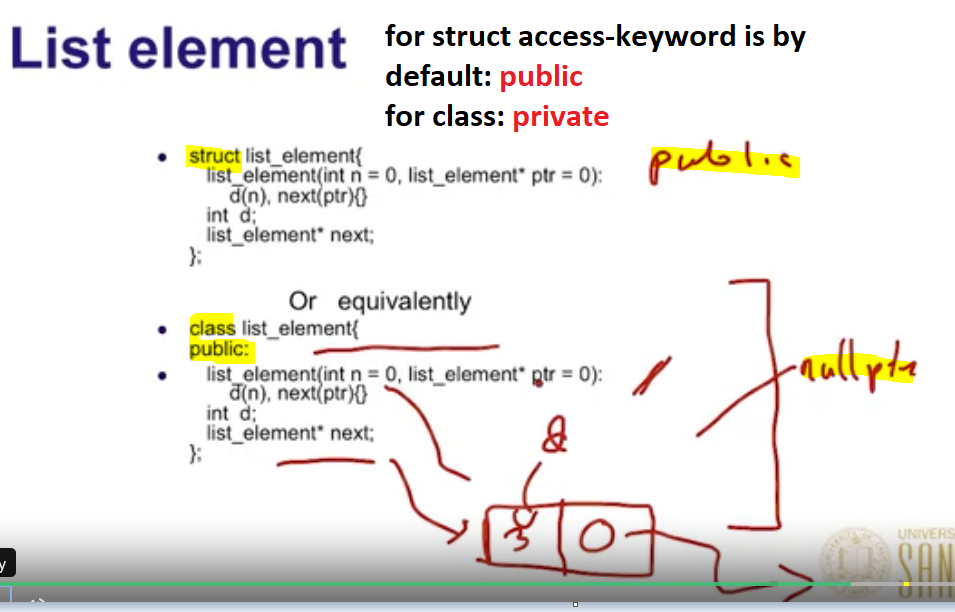 List element
for struct access-keyword is by
default: public
for class: private
• struct list_element{
list_element(int n = 0, list_element* ptr = 0):
d(n), next(ptr){}
int d;
list_element* next;
};
public
Or equivalently
• class list_element{
public:
• list_element(int n = 0, list_element* ptr = 0):
d(n), next(ptr){}
int d;
list_element* next;
};
nullptr
&
3 0
UNIVERS
SAN
y